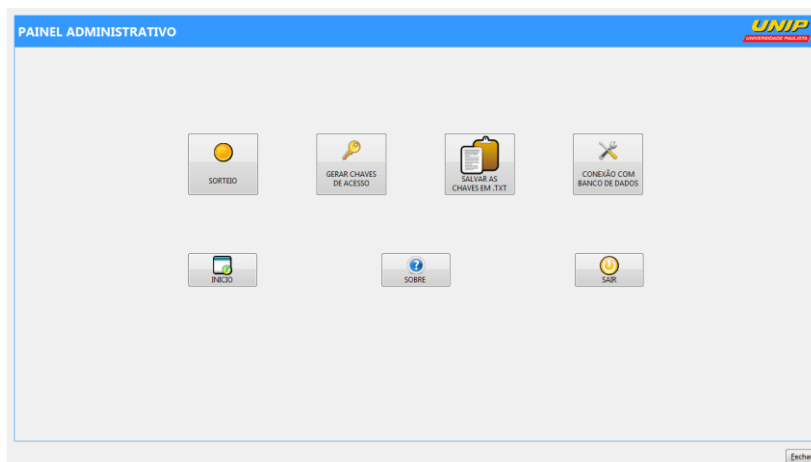 PAINEL ADMINISTRATIVO
UNIP
UNIVERSIDADE PAULISTA
SORTEIO
GERAR CHAVES
DE ACESSO
SALVAR AS
CHAVES EM .TXT
CONEXÃO COM
BANCO DE DADOS
INICIO
SOBRE
SAIR
Fechar